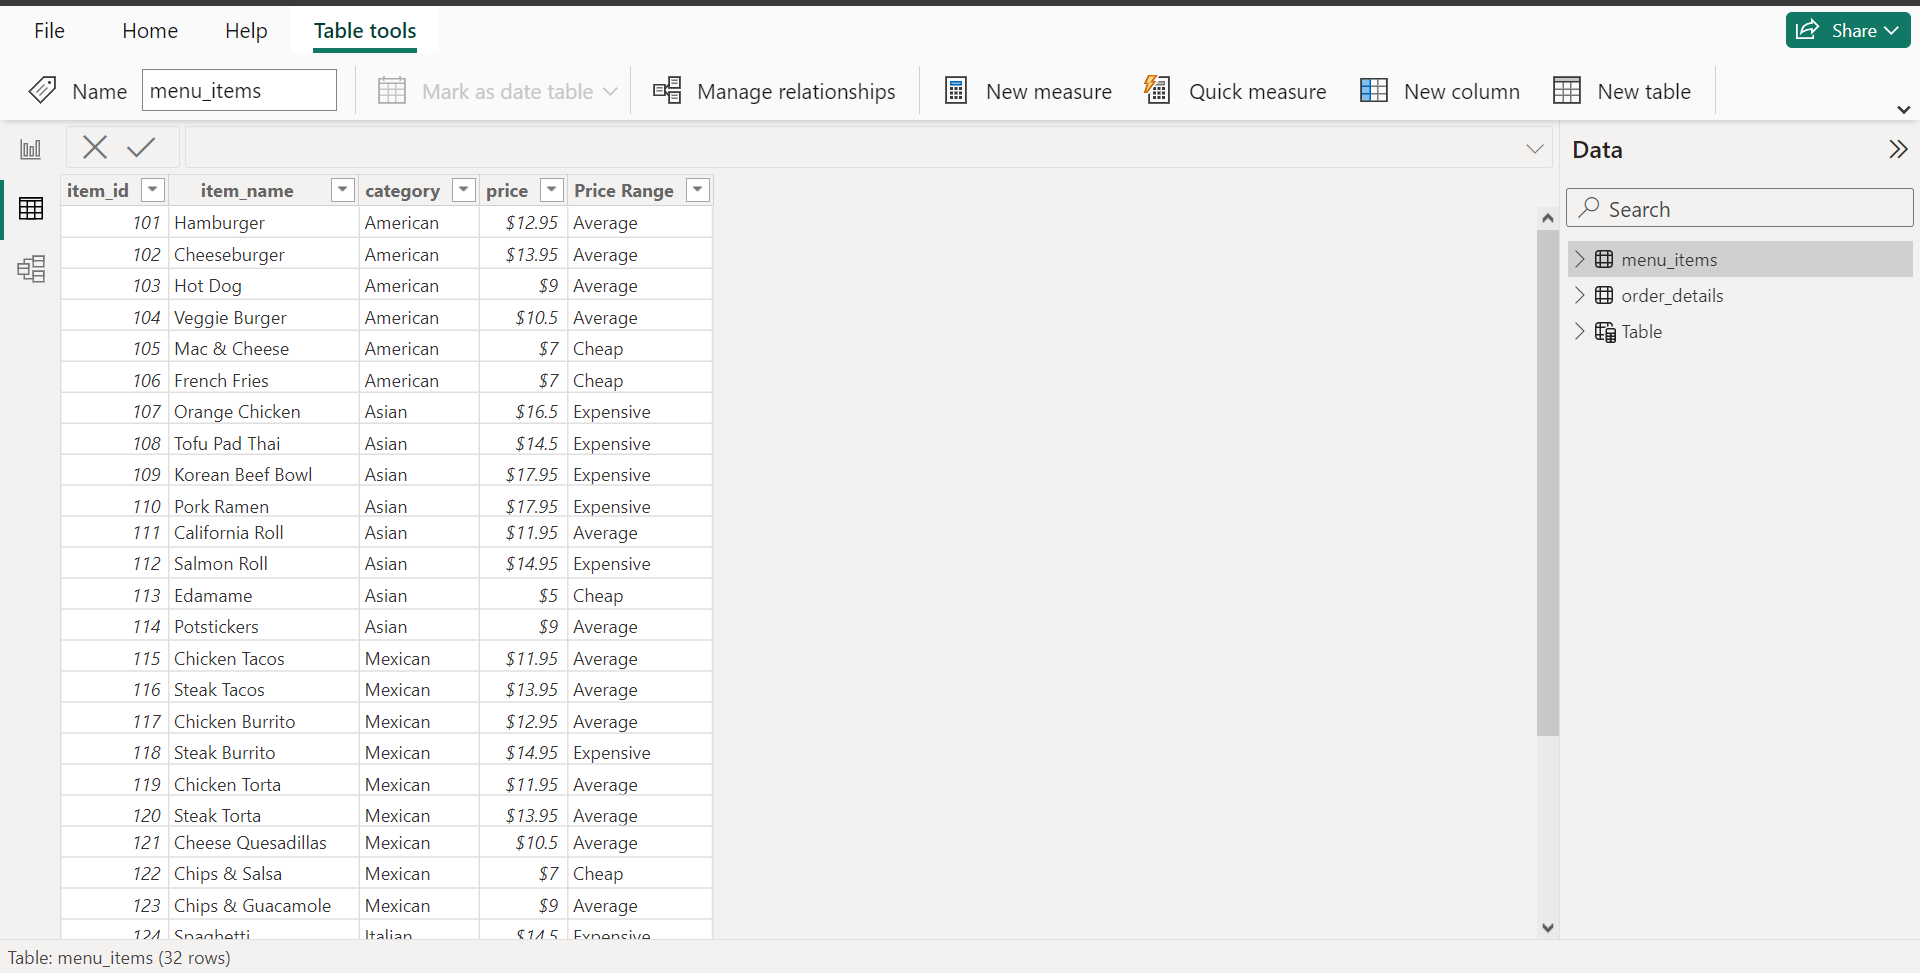 File Home Help Table tools Share
Name menu_items Mark as date table Manage relationships New measure Quick measure New column New table
Data
item_id item_name category price Price Range
Search
101 Hamburger American $12.95 Average
102 Cheeseburger American $13.95 Average
menu_items
103 Hot Dog American $9 Average
order_details
104 Veggie Burger American $10.5 Average
Table
105 Mac & Cheese American $7 Cheap
106 French Fries American $7 Cheap
107 Orange Chicken Asian $16.5 Expensive
108 Tofu Pad Thai Asian $14.5 Expensive
109 Korean Beef Bowl Asian $17.95 Expensive
110 Pork Ramen Asian $17.95 Expensive
111 California Roll Asian $11.95 Average
112 Salmon Roll Asian $14.95 Expensive
113 Edamame Asian $5 Cheap
114 Potstickers Asian $9 Average
115 Chicken Tacos Mexican $11.95 Average
116 Steak Tacos Mexican $13.95 Average
117 Chicken Burrito Mexican $12.95 Average
118 Steak Burrito Mexican $14.95 Expensive
119 Chicken Torta Mexican $11.95 Average
120 Steak Torta Mexican $13.95 Average
121 Cheese Quesadillas Mexican $10.5 Average
122 Chips & Salsa Mexican $7 Cheap
123 Chips & Guacamole Mexican $9 Average
124 Spaghetti Italian $14.5 Expensive
Table: menu_items (32 rows)